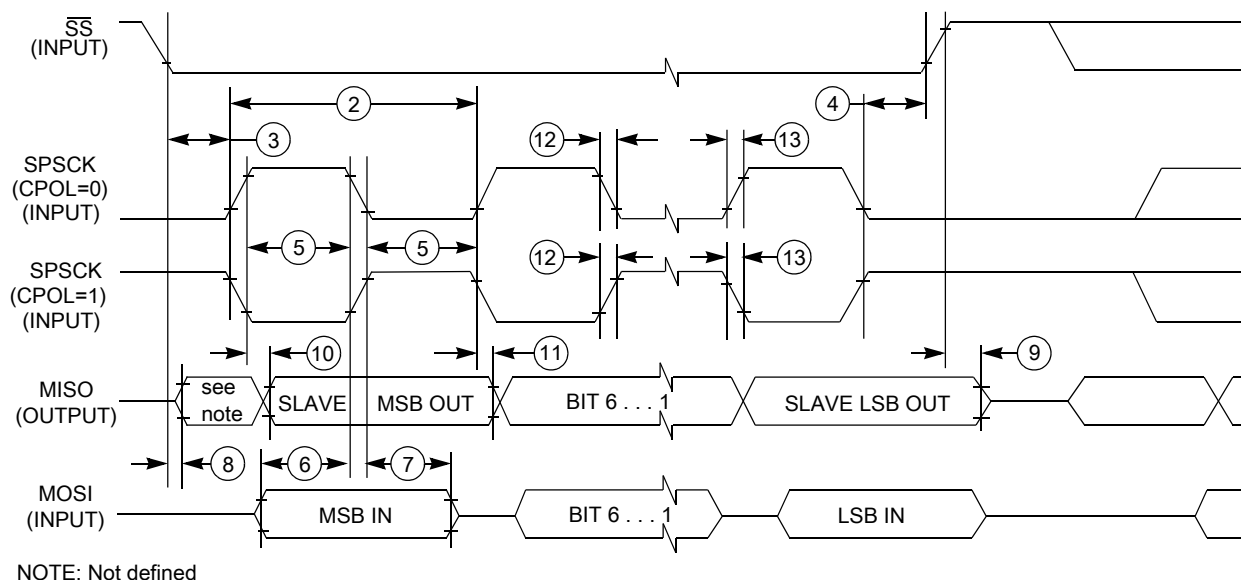 SS
(INPUT)
2
4
3
12
13
SPSCK
(CPOL=0)
(INPUT)
5
5
SPSCK
(CPOL=1)
(INPUT)
12
13
10
11
9
MISO
(OUTPUT)
see
note
SLAVE
MSB OUT
BIT 6 . . . 1
SLAVE LSB OUT
8
6
7
MOSI
(INPUT)
MSB IN
BIT 6 . . . 1
LSB IN
NOTE: Not defined